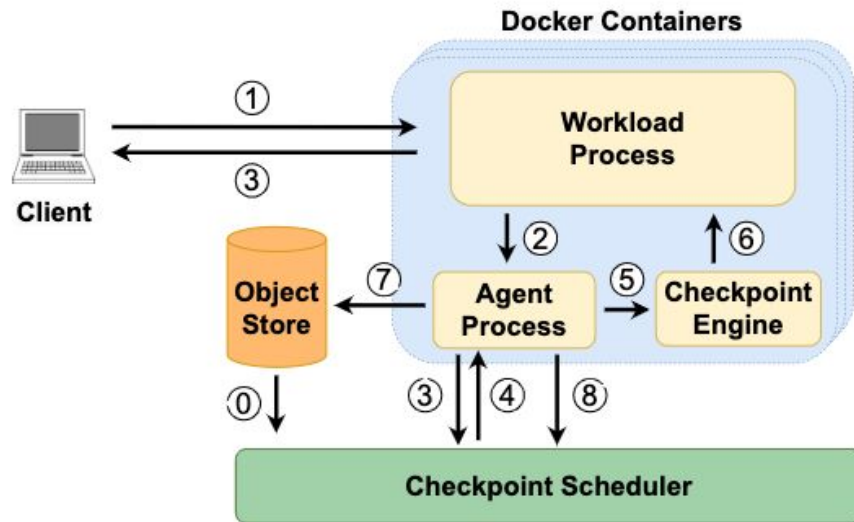 Docker Containers
①
Workload
Process
③
Client
②
⑥
Object
Store
⑦
Agent
Process
⑤
Checkpoint
Engine
⓪
③
④
⑧
Checkpoint Scheduler